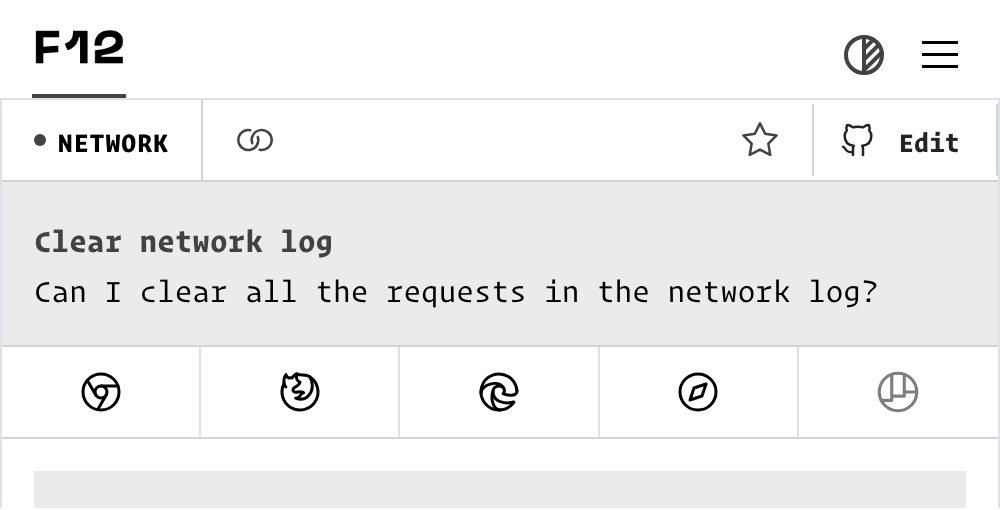 F12
NETWORK
Edit
Clear network log
Can I clear all the requests in the network log?